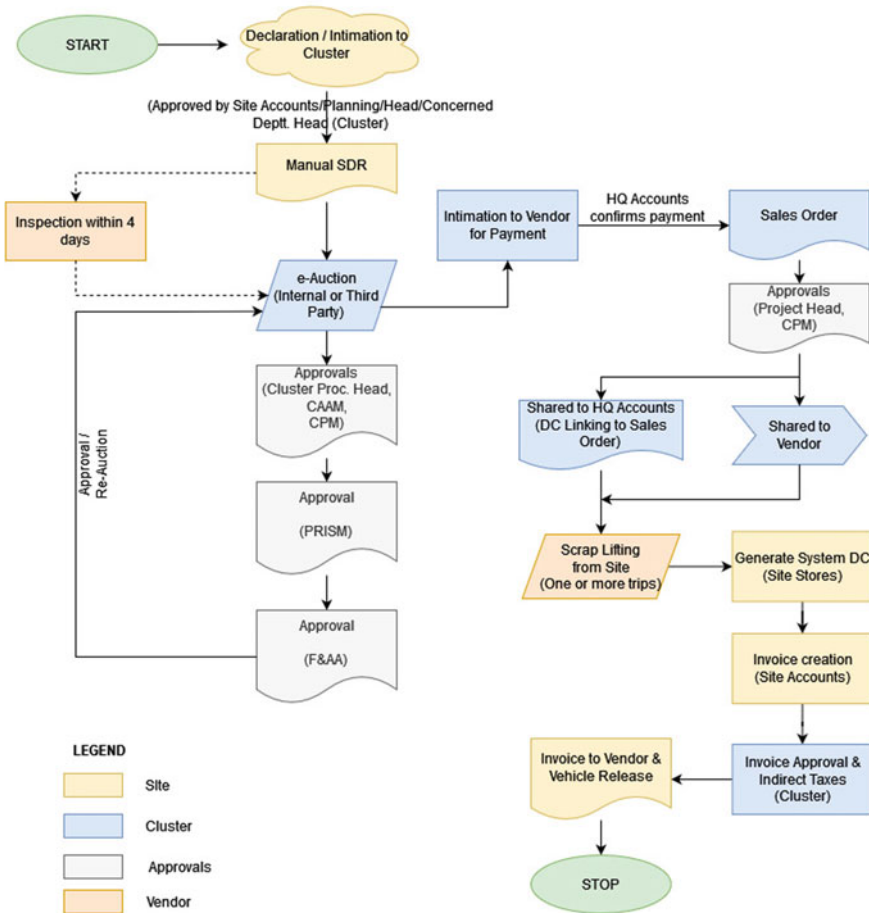 START
Declaration / Intimation to
Cluster
(Approved by Site Accounts/Planning/Head/Concerned
Deptt. Head (Cluster)
Manual SDR
Inspection within 4
days
e-Auction
(Internal or Third
Party)
Approvals
(Cluster Proc. Head,
CAAM,
CPM)
Approval
(PRISM)
Approval
(F&AA)
Approval /
Re-Auction
Intimation to Vendor
for Payment
HQ Accounts
confirms payment
Sales Order
Approvals
(Project Head,
CPM)
Shared to HQ Accounts
(DC Linking to Sales
Order)
Shared to
Vendor
Scrap Lifting
from Site
(One or more trips)
Generate System DC
(Site Stores)
Invoice creation
(Site Accounts)
Invoice Approval &
Indirect Taxes
(Cluster)
Invoice to Vendor &
Vehicle Release
STOP
LEGEND
SIte
Cluster
Approvals
Vendor